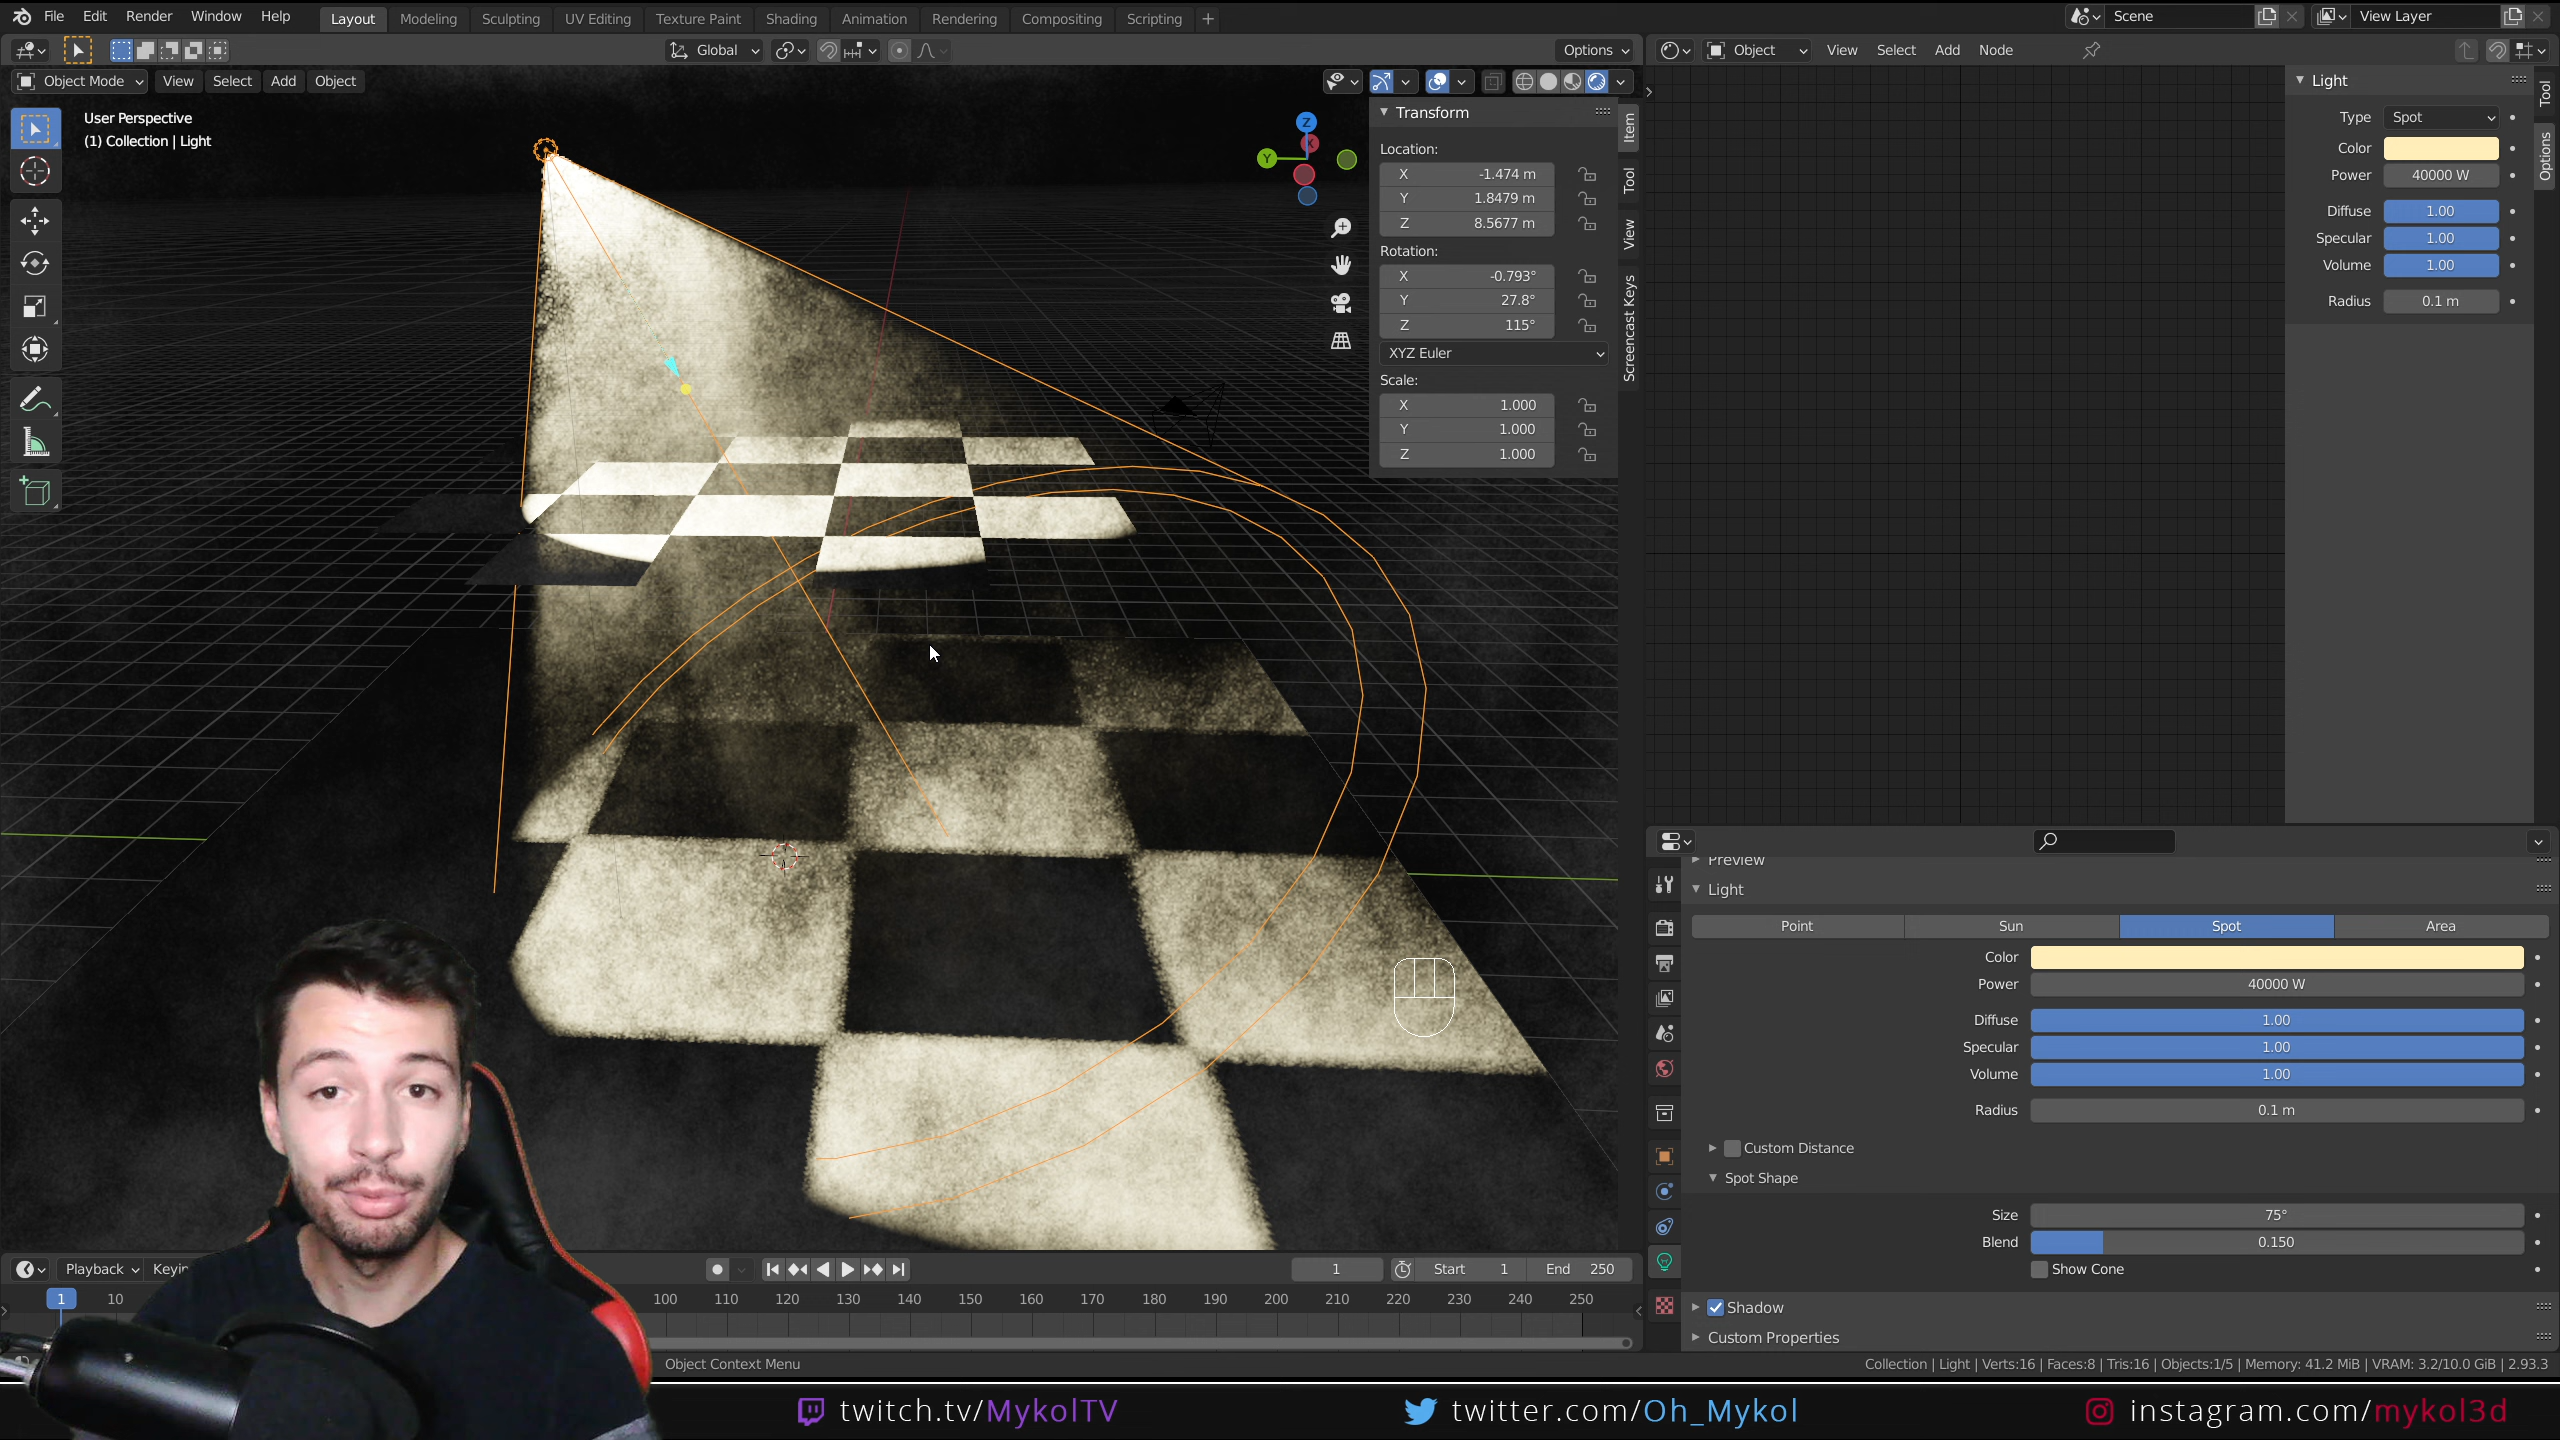 File Edit Render Window Help Layout Modeling Sculpting UV Editing Texture Paint Shading Animation Rendering Compositing Scripting + Scene View Layer
Global Options Object View Select Add Node
Object Mode View Select Add Object
User Perspective
(1) Collection | Light
Z
X
Y
Transform
Location:
X -1.474 m
Y 1.8479 m
Z 8.5677 m
Rotation:
X -0.793°
Y 27.8°
Z 115°
XYZ Euler
Scale:
X 1.000
Y 1.000
Z 1.000
Item
Tool
View
Screencast Keys
Light
Type Spot
Color
Power 40000 W
Diffuse 1.00
Specular 1.00
Volume 1.00
Radius 0.1 m
Tool
Options
Preview
Light
Point Sun Spot Area
Color
Power 40000 W
Diffuse 1.00
Specular 1.00
Volume 1.00
Radius 0.1 m
Custom Distance
Spot Shape
Size 75°
Blend 0.150
Show Cone
Shadow
Custom Properties
Playback Keyin 1 Start 1 End 250
1 10 100 110 120 130 140 150 160 170 180 190 200 210 220 230 240 250
Object Context Menu
Collection | Light | Verts:16 | Faces:8 | Tris:16 | Objects:1/5 | Memory: 41.2 MiB | VRAM: 3.2/10.0 GiB | 2.93.3
twitch.tv/MykolTV twitter.com/Oh_Mykol instagram.com/mykol3d